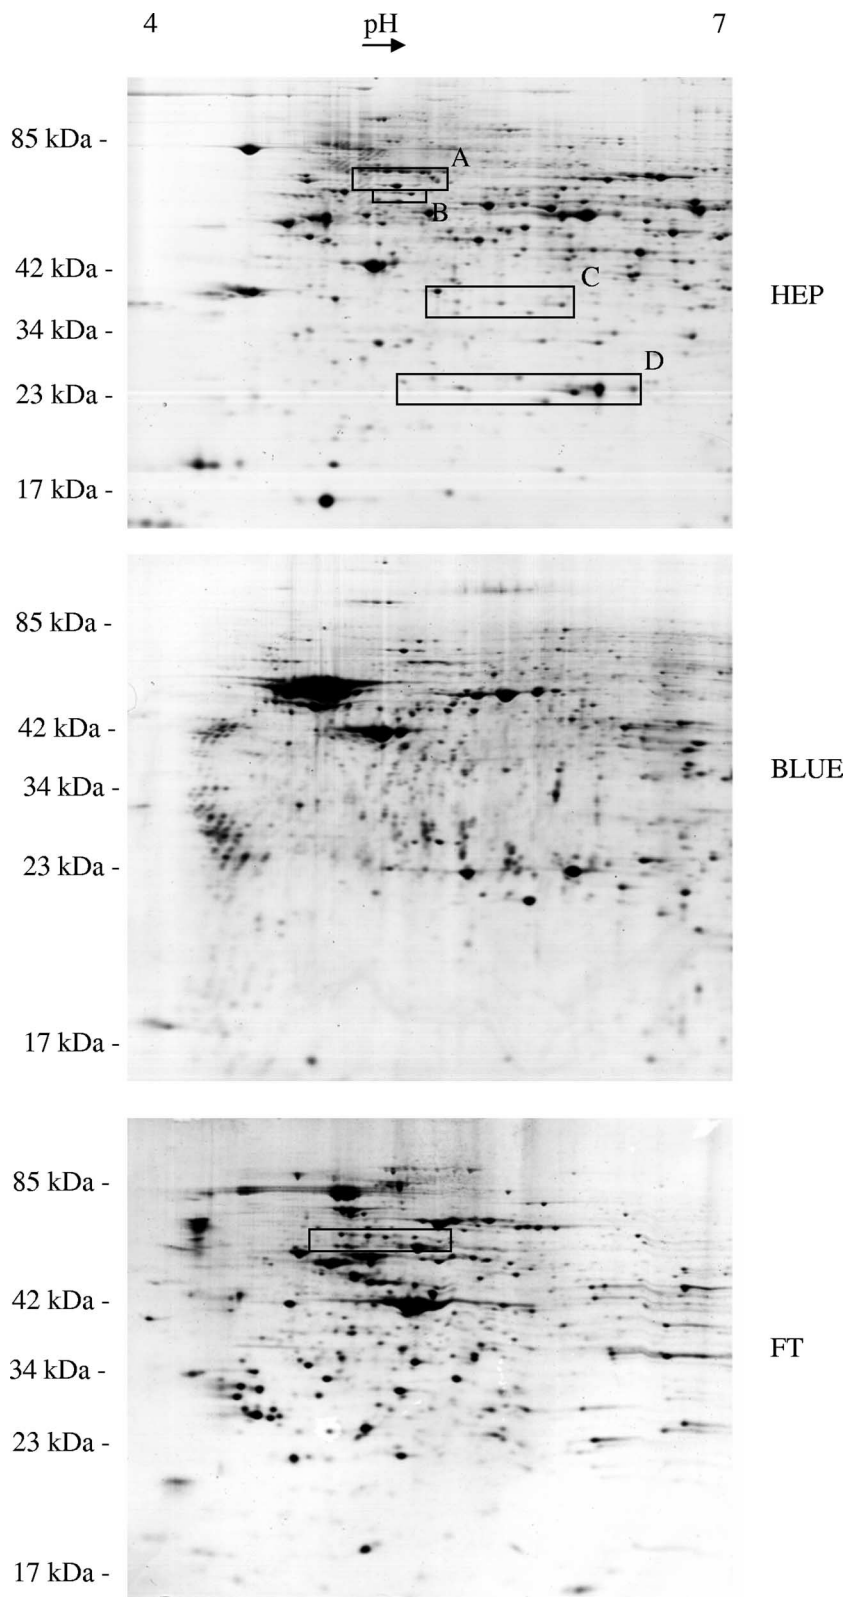 4 pH 7
85 kDa -
A
B
42 kDa -
C
HEP
34 kDa -
D
23 kDa -
17 kDa -
85 kDa -
42 kDa -
BLUE
34 kDa -
23 kDa -
17 kDa -
85 kDa -
42 kDa -
FT
34 kDa -
23 kDa -
17 kDa -